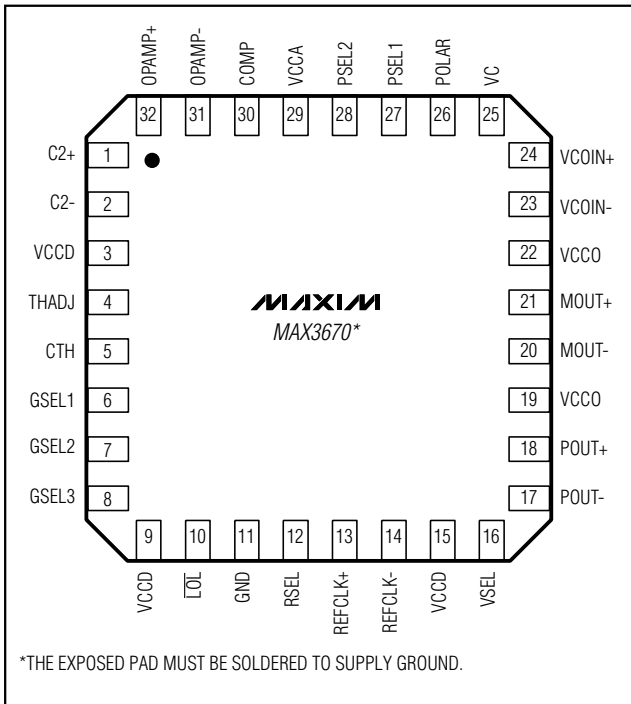 OPAMP+
OPAMP-
COMP
VCCA
PSEL2
PSEL1
POLAR
VC
32
31
30
29
28
27
26
25
C2+ 1
24 VCOIN+
C2- 2
23 VCOIN-
VCCD 3
22 VCCO
THADJ 4
MAXIM
21 MOUT+
MAX3670*
CTH 5
20 MOUT-
GSEL1 6
19 VCCO
GSEL2 7
18 POUT+
GSEL3 8
17 POUT-
9
10
11
12
13
14
15
16
VCCD
L̅O̅L̅
GND
RSEL
REFCLK+
REFCLK-
VCCD
VSEL
*THE EXPOSED PAD MUST BE SOLDERED TO SUPPLY GROUND.